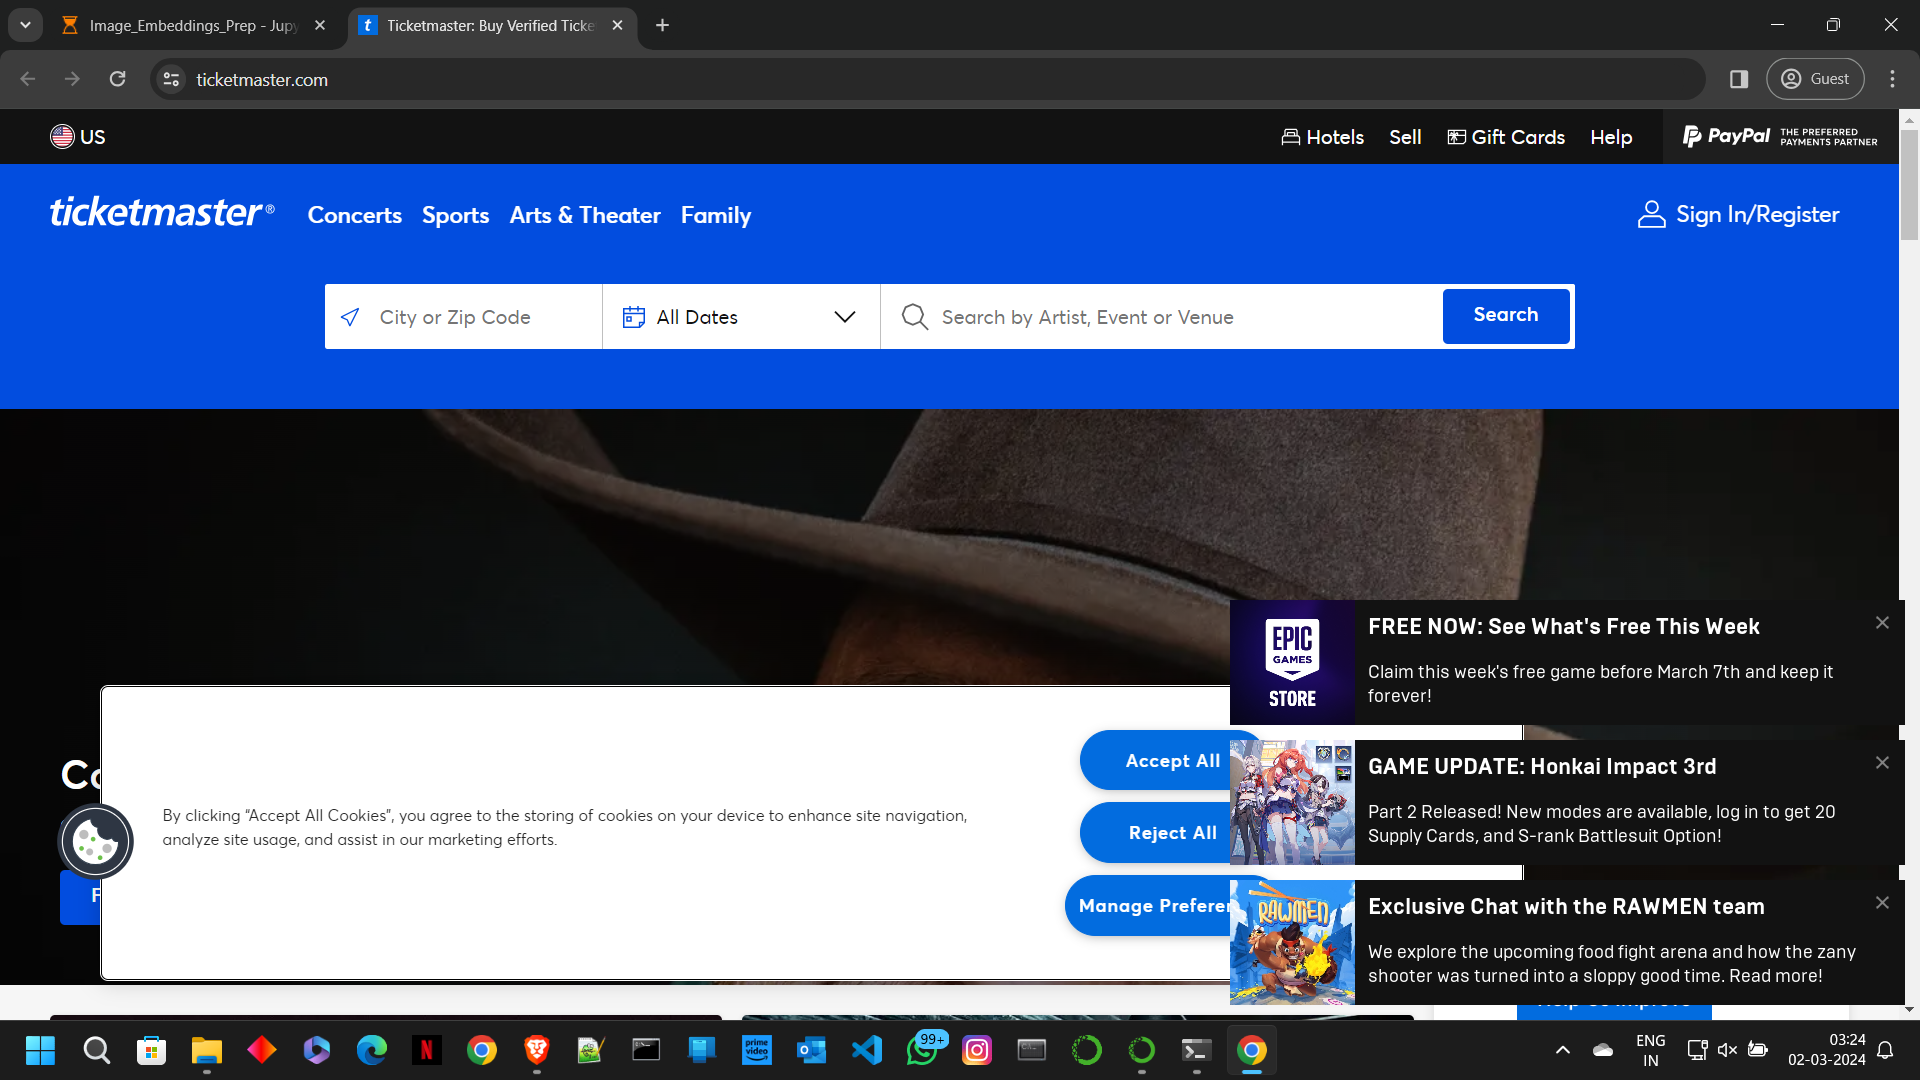 Image_Embeddings_Prep - Jupy
Ticketmaster: Buy Verified Ticke
ticketmaster.com
Guest
US
Hotels
Sell
Gift Cards
Help
PayPal
THE PREFERRED
PAYMENTS PARTNER
ticketmaster®
Concerts
Sports
Arts & Theater
Family
Sign In/Register
City or Zip Code
All Dates
Search by Artist, Event or Venue
Search
EPIC
GAMES
STORE
FREE NOW: See What's Free This Week
Claim this week's free game before March 7th and keep it
forever!
Co
By clicking “Accept All Cookies”, you agree to the storing of cookies on your device to enhance site navigation,
analyze site usage, and assist in our marketing efforts.
F
Accept All
Reject All
Manage Preferen
GAME UPDATE: Honkai Impact 3rd
Part 2 Released! New modes are available, log in to get 20
Supply Cards, and S-rank Battlesuit Option!
RAWMEN
Exclusive Chat with the RAWMEN team
We explore the upcoming food fight arena and how the zany
shooter was turned into a sloppy good time. Read more!
prime
video
99+
ENG
IN
03:24
02-03-2024